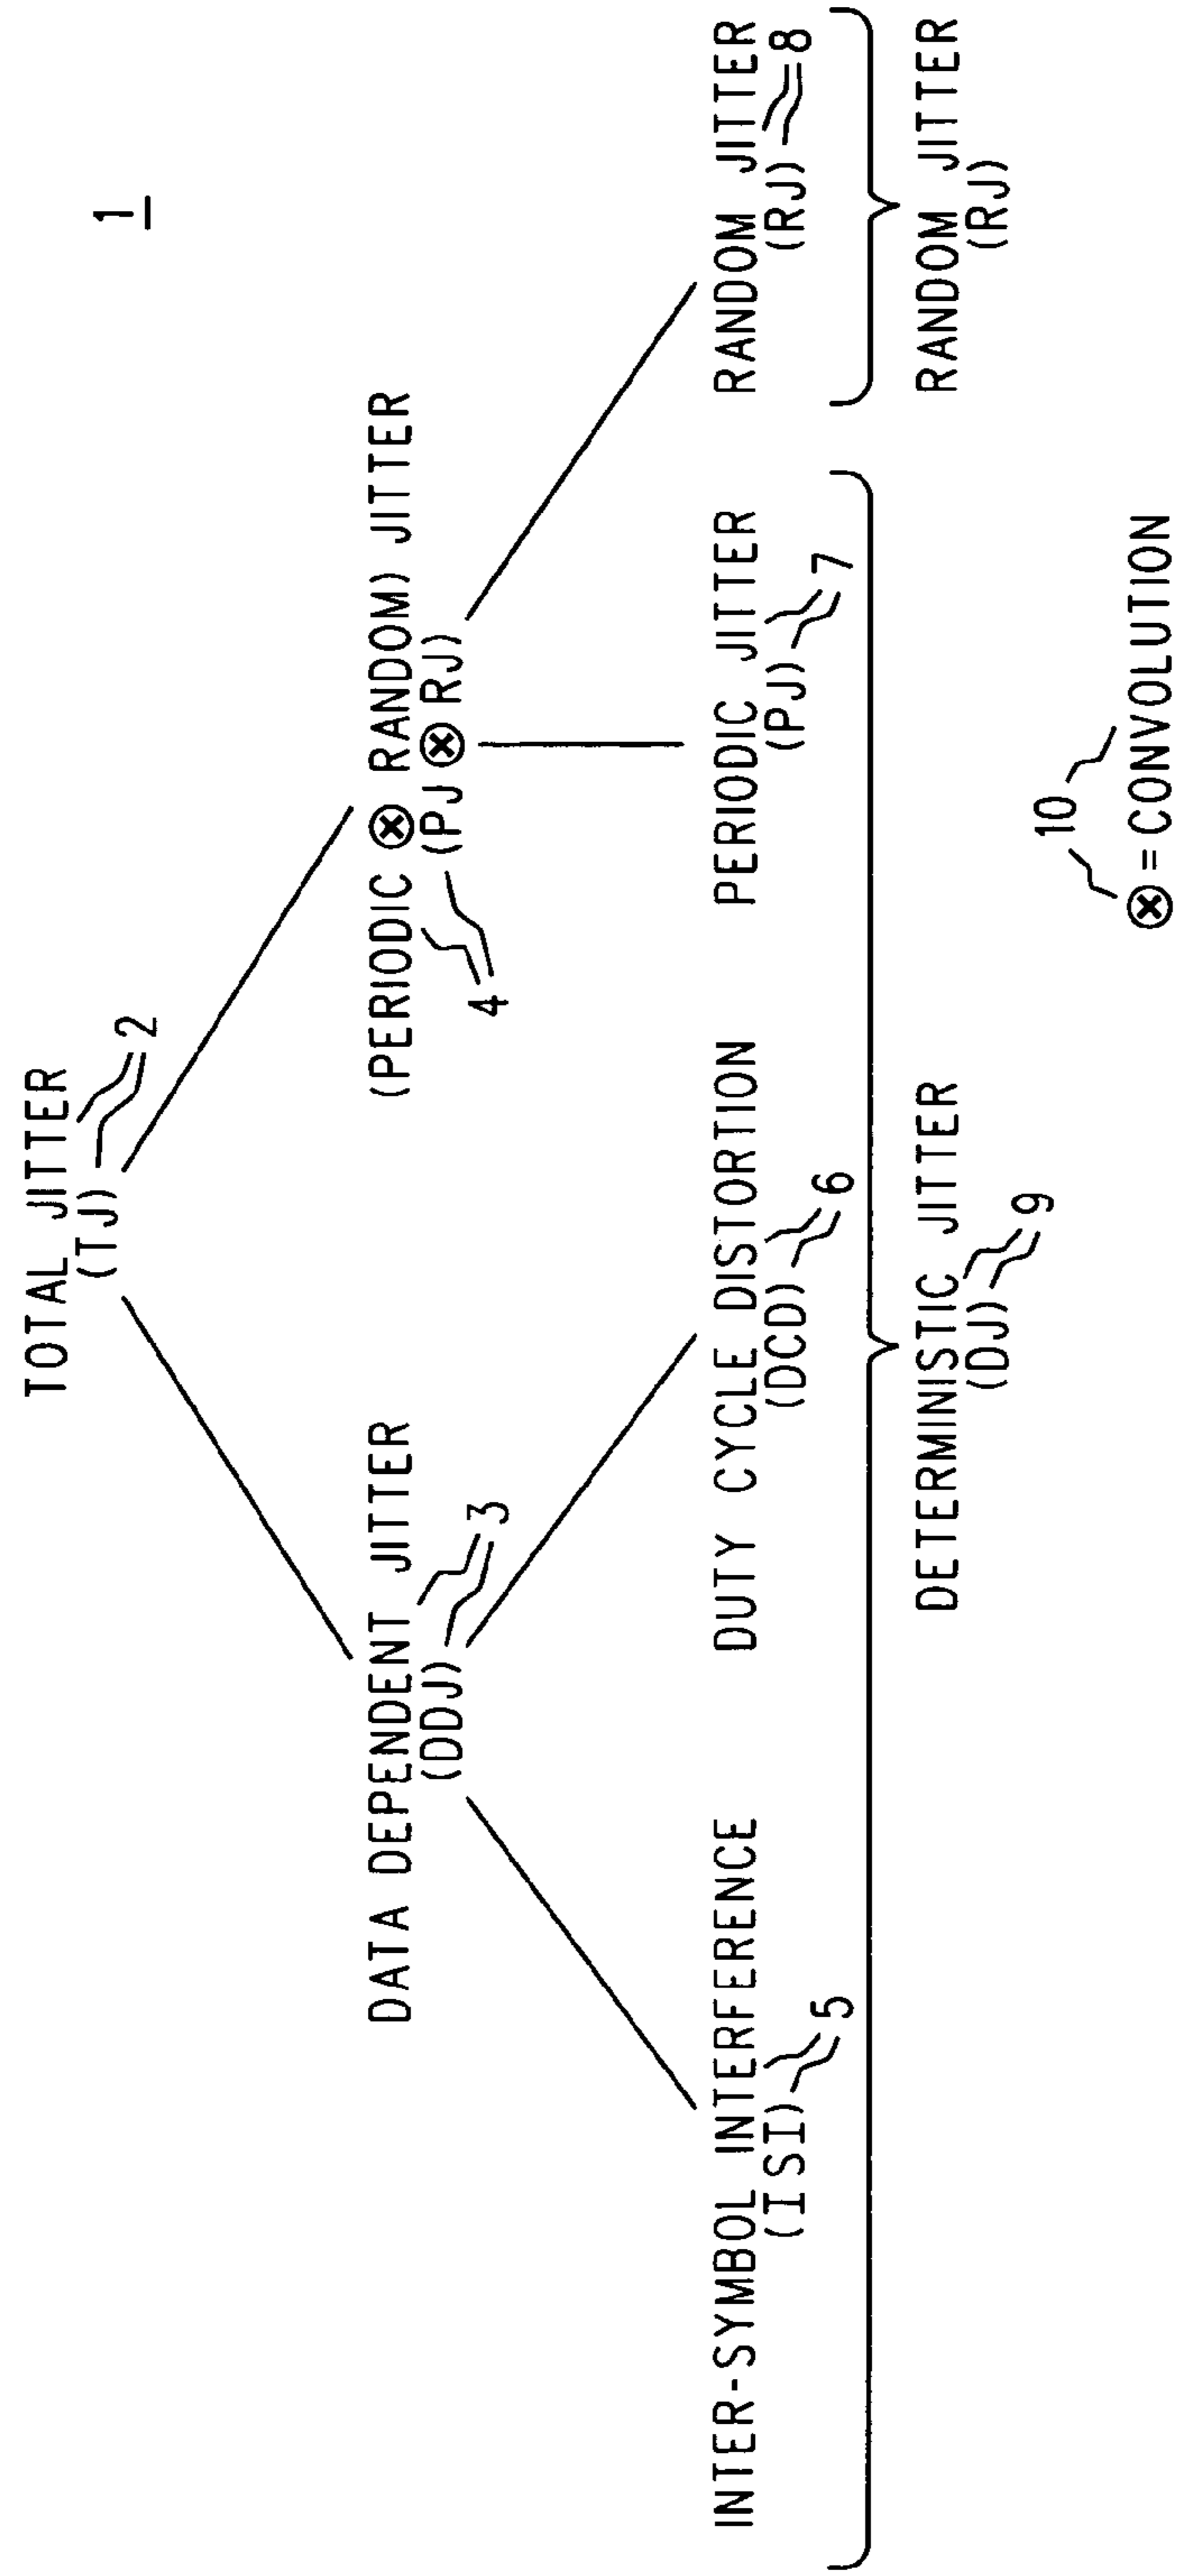 1
TOTAL JITTER
(TJ) 2
DATA DEPENDENT JITTER
(DDJ) 3
(PERIODIC ⊗ RANDOM) JITTER
(PJ ⊗ RJ)
4
INTER-SYMBOL INTERFERENCE
(ISI) 5
DUTY CYCLE DISTORTION
(DCD) 6
PERIODIC JITTER
(PJ) 7
RANDOM JITTER
(RJ) 8
DETERMINISTIC JITTER
(DJ) 9
RANDOM JITTER
(RJ)
10
⊗ = CONVOLUTION